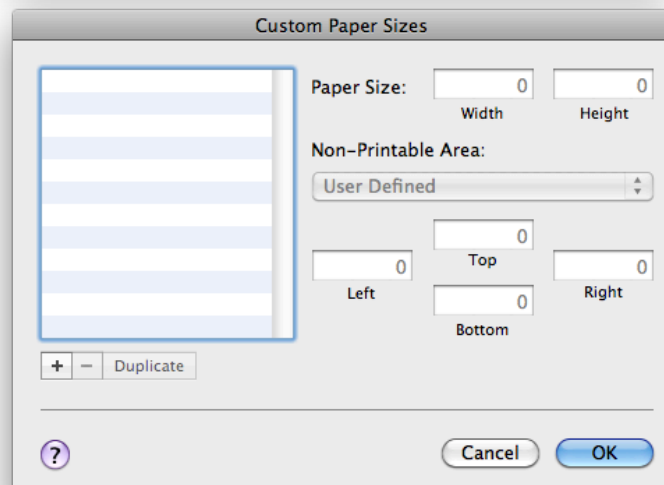 Custom Paper Sizes
Paper Size:
0
0
Width
Height
Non-Printable Area:
User Defined
0
Top
0
Left
0
Right
0
Bottom
+ − Duplicate
?
Cancel
OK